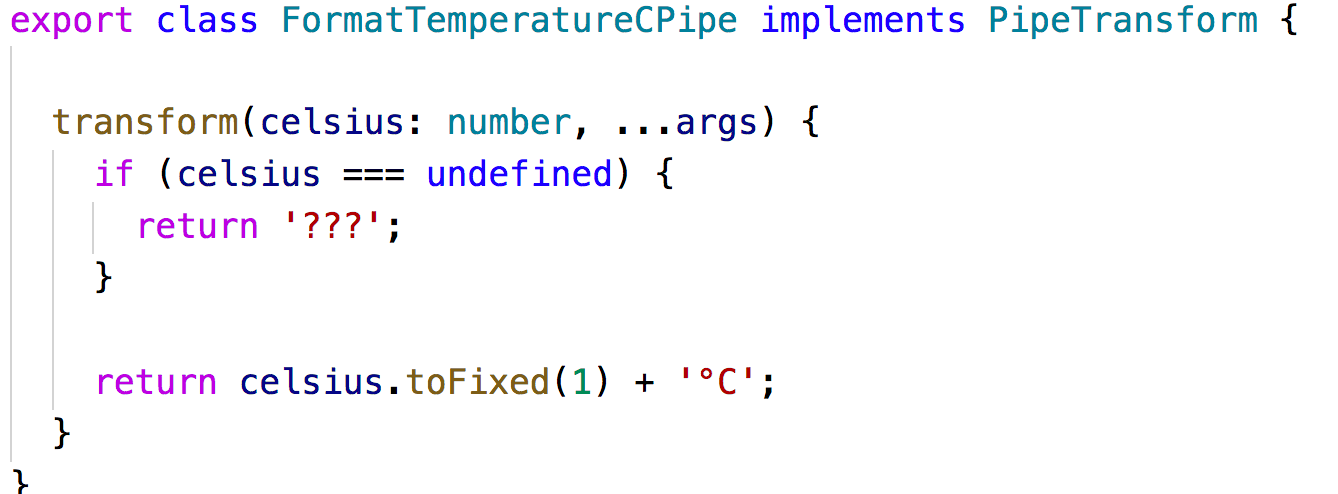 export class FormatTemperatureCPipe implements PipeTransform {
transform(celsius: number, ...args) {
if (celsius === undefined) {
return '???';
}
return celsius.toFixed(1) + '°C';
}
}